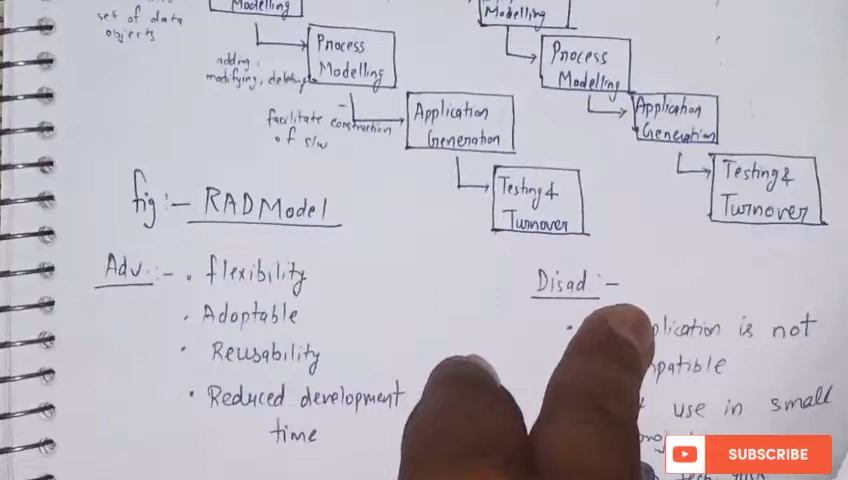 Modelling
set of data
objects
Process
Modelling
adding,
modifying, deleting
Application
Generation
facilitate construction
of s/w
Testing &
Turnover
Modelling
Process
Modelling
Application
Generation
Testing &
Turnover
fig :- RAD Model
Adv :- . flexibility
. Adoptable
. Reusability
. Reduced development
time
Disad :-
is not
use in small
SUBSCRIBE